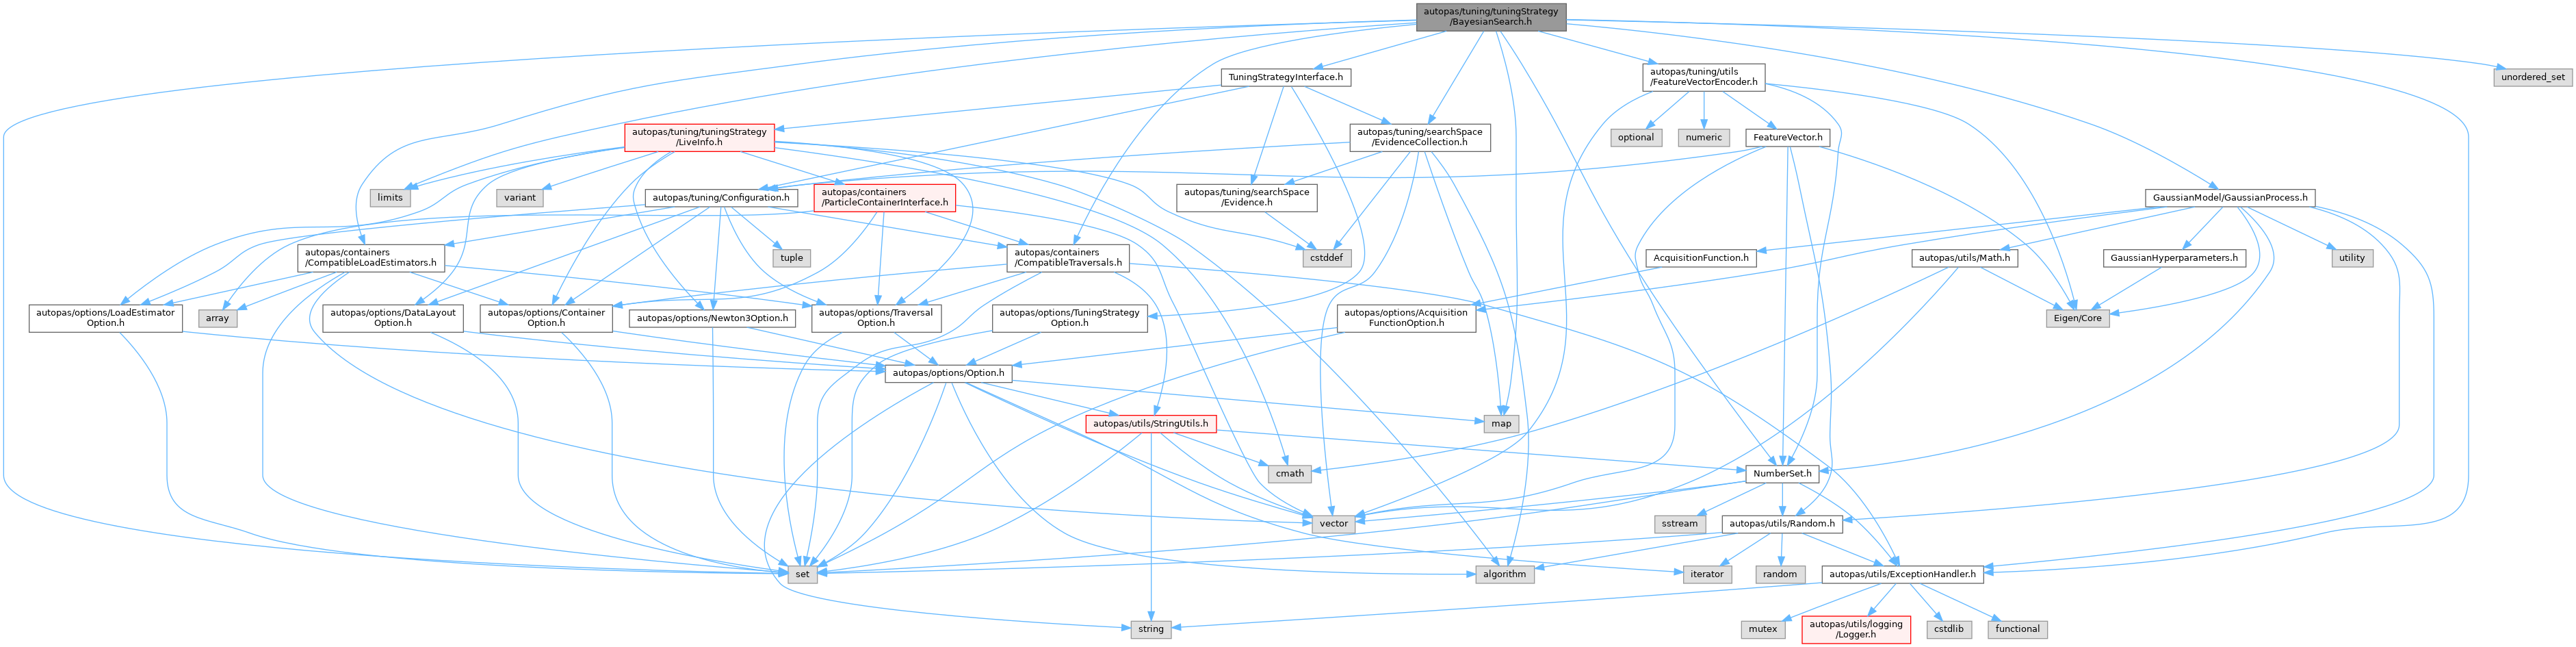 autopas/tuning/tuningStrategy
/BayesianSearch.h
TuningStrategyInterface.h
autopas/tuning/utils
/FeatureVectorEncoder.h
unordered_set
autopas/tuning/tuningStrategy
/LiveInfo.h
autopas/tuning/searchSpace
/EvidenceCollection.h
optional
numeric
FeatureVector.h
limits
variant
autopas/tuning/Configuration.h
autopas/containers
/ParticleContainerInterface.h
autopas/tuning/searchSpace
/Evidence.h
GaussianModel/GaussianProcess.h
autopas/containers
/CompatibleLoadEstimators.h
tuple
autopas/containers
/CompatibleTraversals.h
cstddef
AcquisitionFunction.h
autopas/utils/Math.h
GaussianHyperparameters.h
utility
autopas/options/LoadEstimator
Option.h
array
autopas/options/DataLayout
Option.h
autopas/options/Container
Option.h
autopas/options/Newton3Option.h
autopas/options/Traversal
Option.h
autopas/options/TuningStrategy
Option.h
autopas/options/Acquisition
FunctionOption.h
Eigen/Core
autopas/options/Option.h
autopas/utils/StringUtils.h
map
cmath
NumberSet.h
vector
sstream
autopas/utils/Random.h
set
algorithm
iterator
random
autopas/utils/ExceptionHandler.h
string
mutex
autopas/utils/logging
/Logger.h
cstdlib
functional